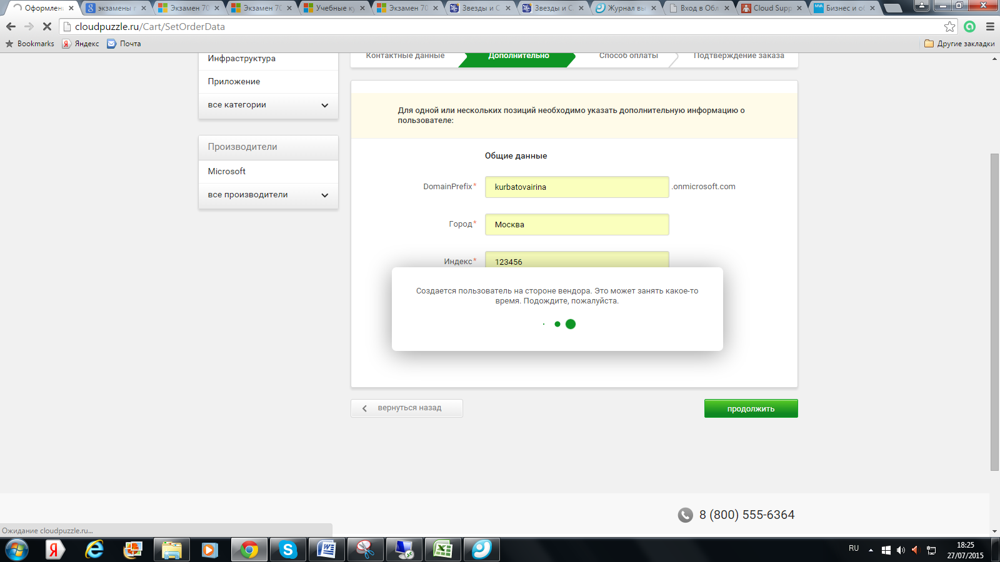 Оформлен
экзамены п
Экзамен 70
Экзамен 70
Учебные ку
Экзамен 70
Звезды и С
Звезды и С
Журнал вы
Вход в Обл
Cloud Supp
Бизнес и об
cloudpuzzle.ru/Cart/SetOrderData
Bookmarks
Яндекс
Почта
Другие закладки
Инфраструктура
Приложение
все категории
Производители
Microsoft
все производители
Контактные данные
Дополнительно
Способ оплаты
Подтверждение заказа
Для одной или нескольких позиций необходимо указать дополнительную информацию о
пользователе:
Общие данные
DomainPrefix* kurbatovairina .onmicrosoft.com
Город* Москва
Индекс* 123456
Создается пользователь на стороне вендора. Это может занять какое-то
время. Подождите, пожалуйста.
вернуться назад
продолжить
8 (800) 555-6364
Ожидание cloudpuzzle.ru...
RU
18:25
27/07/2015